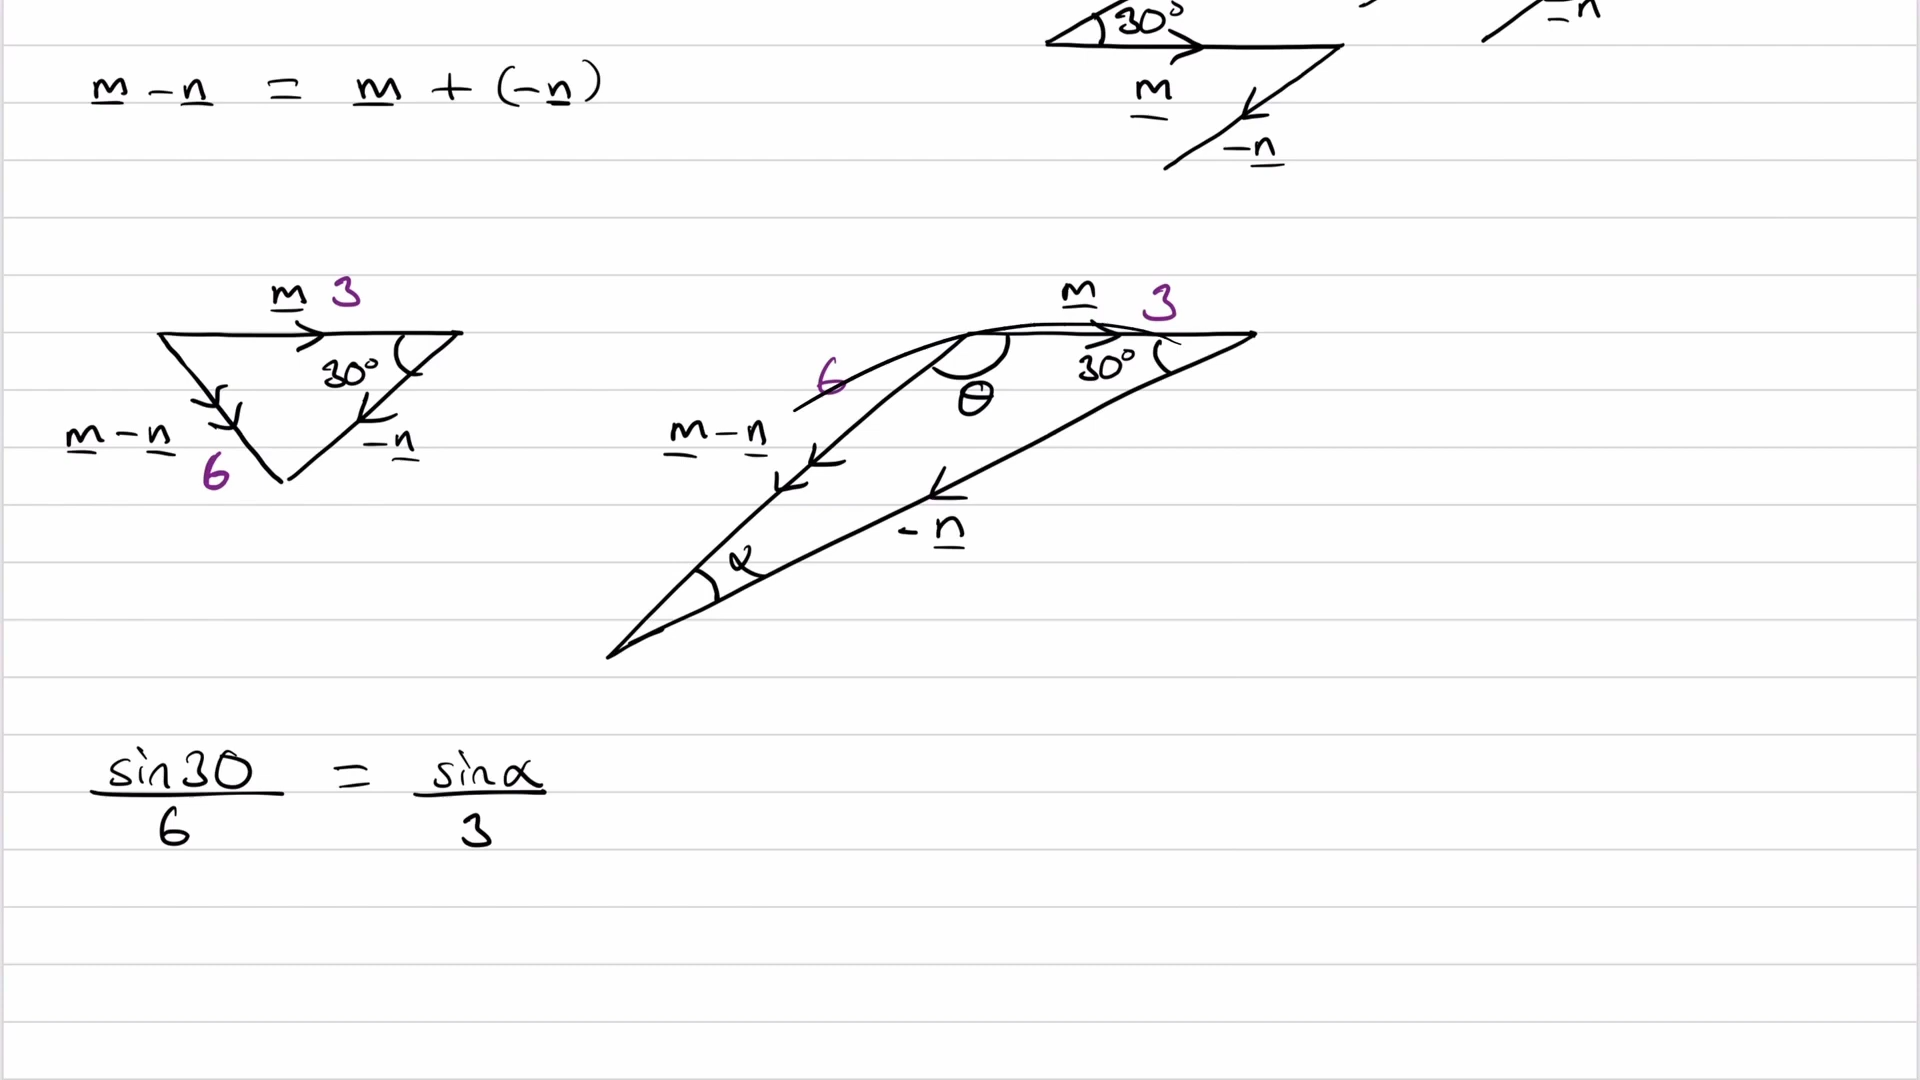 30°
-n
m - n = m + (-n)
m
-n
m 3
30°
m - n
6
-n
m 3
6
30°
θ
m - n
-n
α
sin30/6 = sinα/3